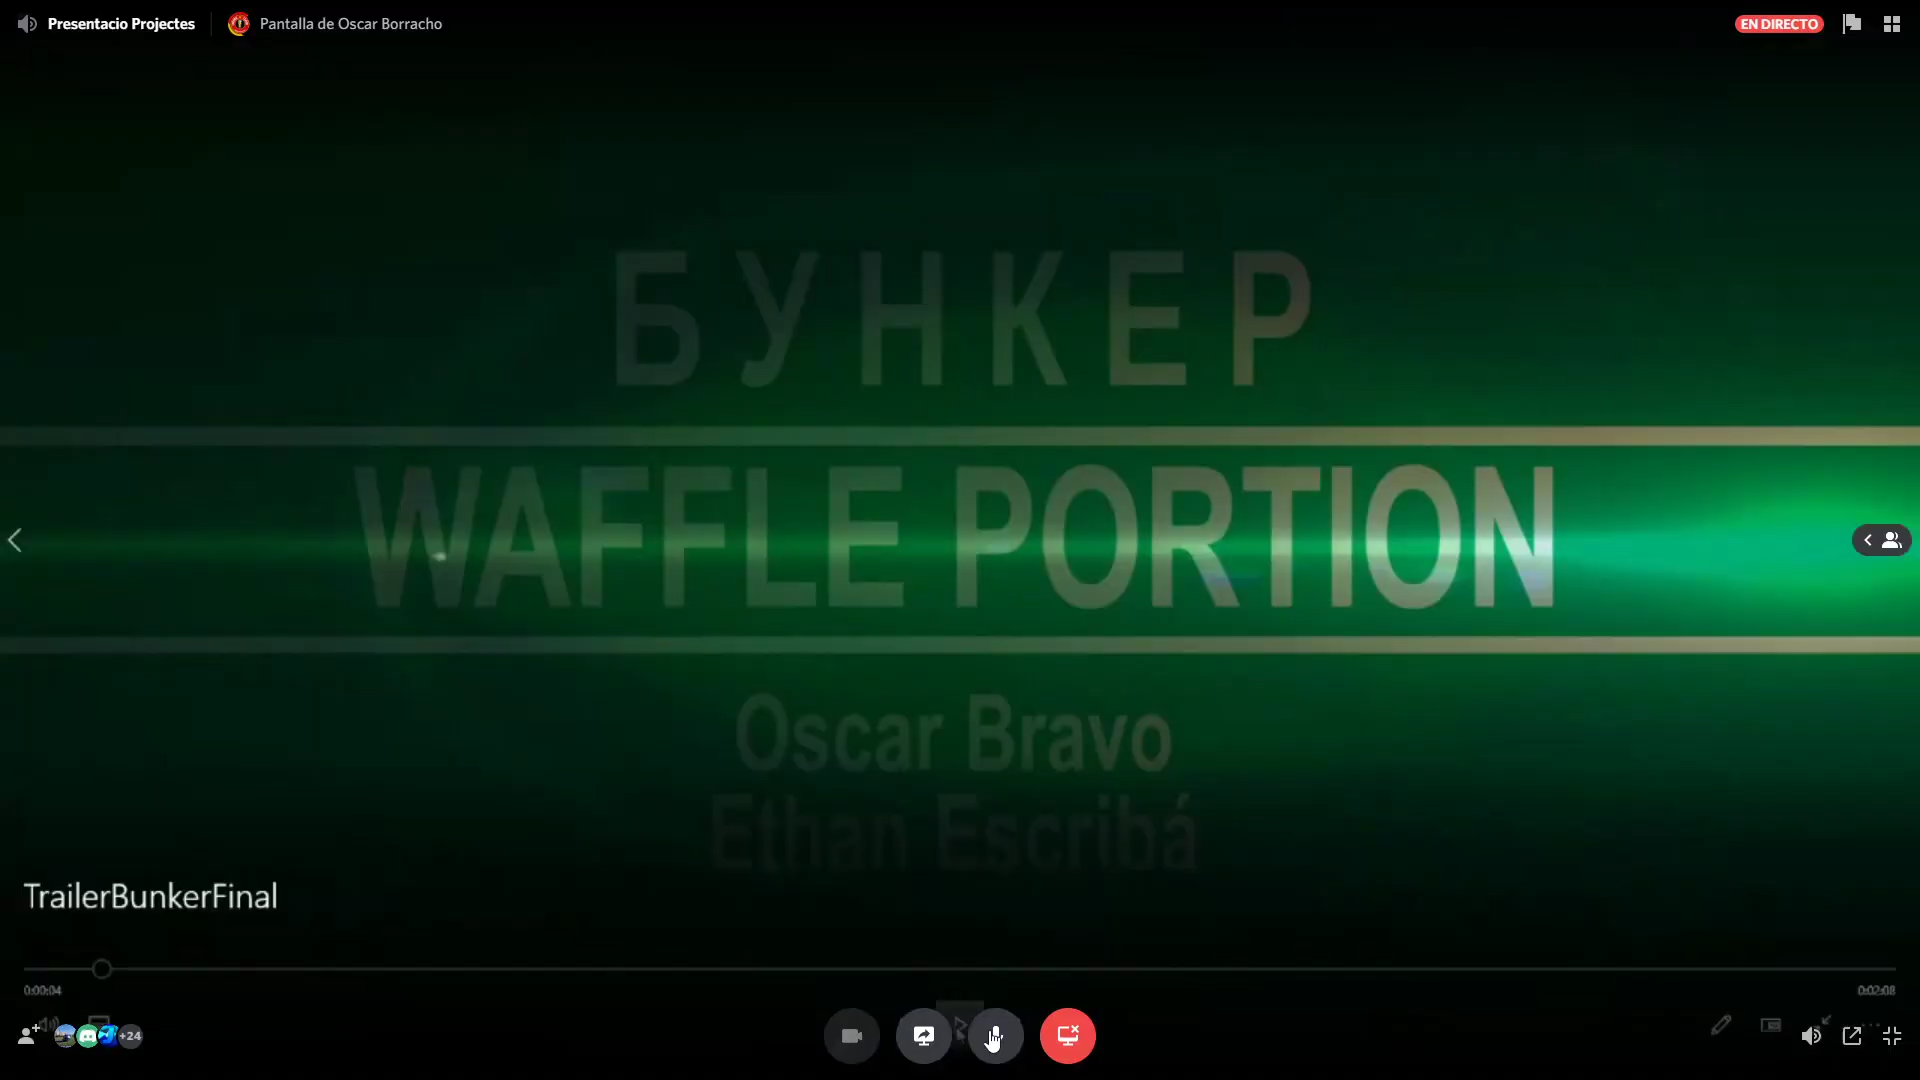 Presentacio Projectes
Pantalla de Oscar Borracho
EN DIRECTO
БУНКЕР
WAFFLE PORTION
Oscar Bravo
Ethan Escribá
TrailerBunkerFinal
0:00:04
0:02:08
+24